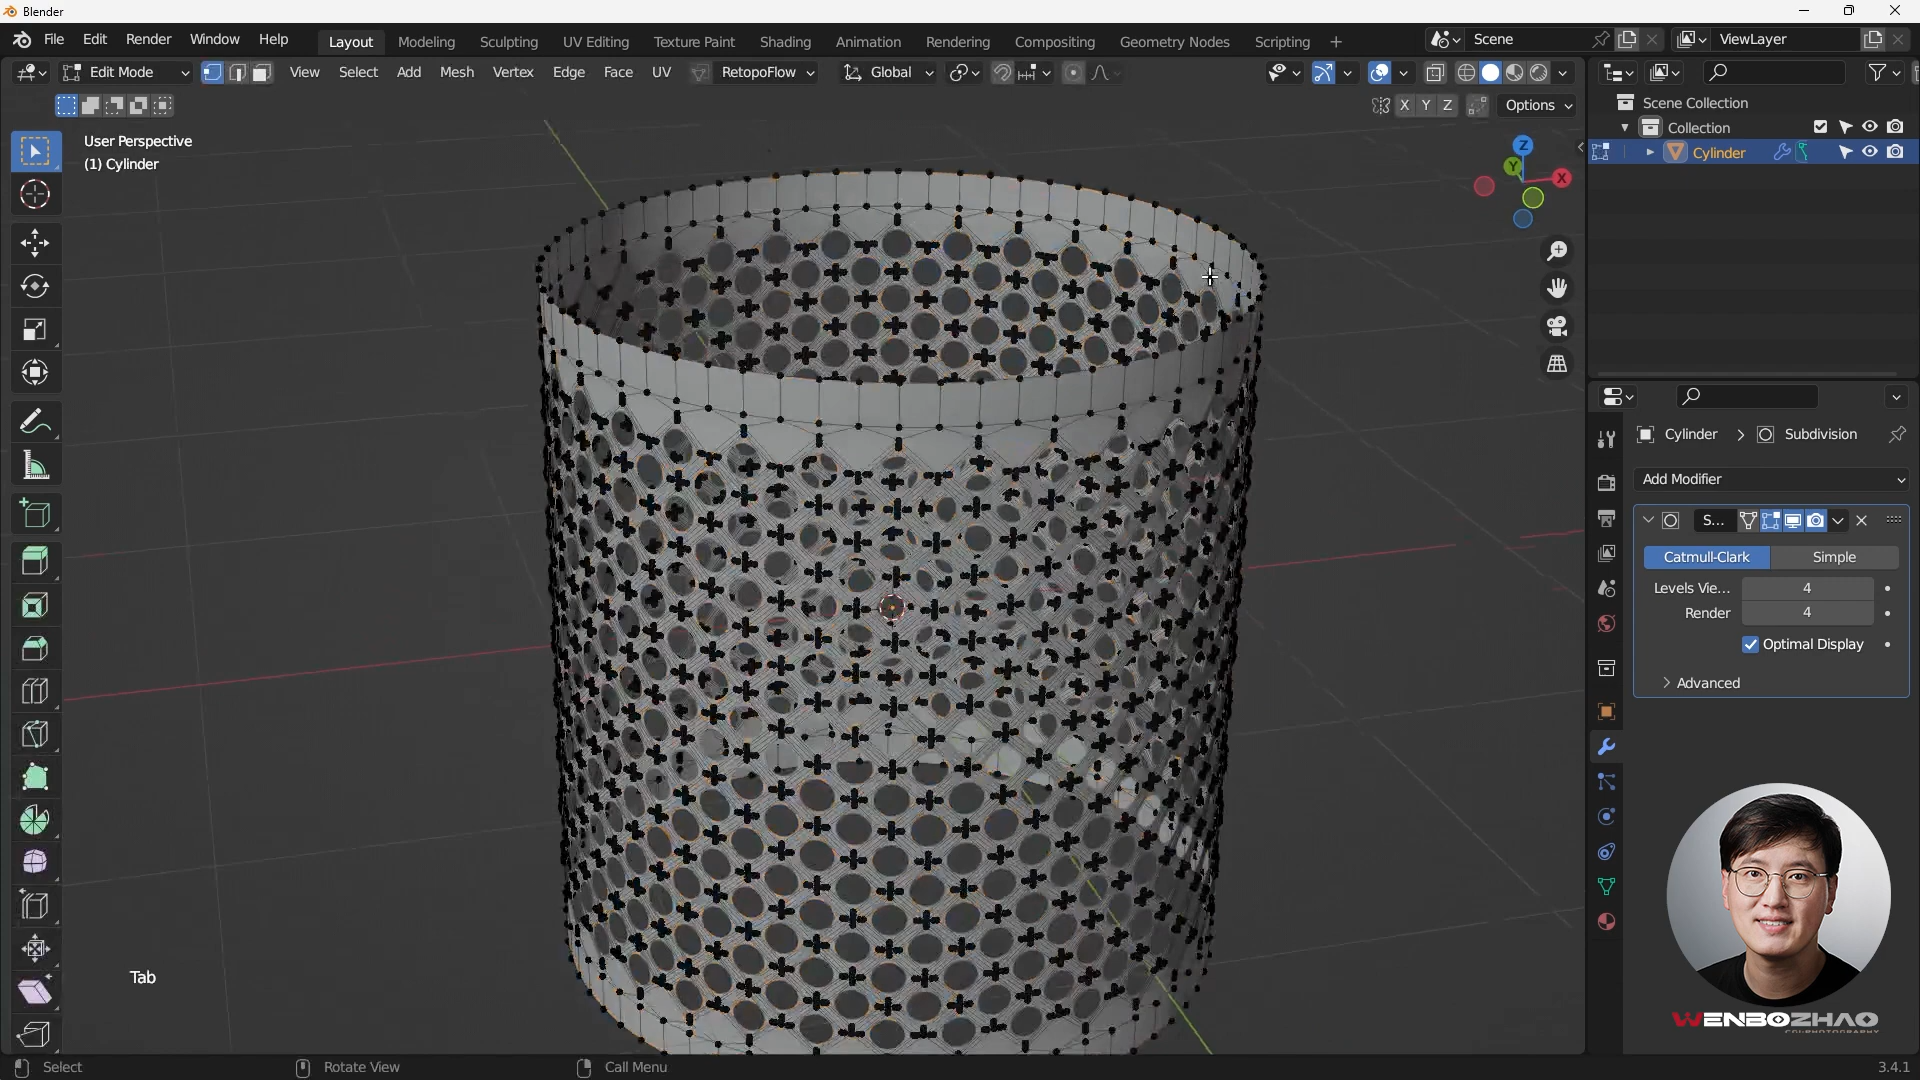 Blender
File Edit Render Window Help
Layout Modeling Sculpting UV Editing Texture Paint Shading Animation Rendering Compositing Geometry Nodes Scripting +
Scene
ViewLayer
Edit Mode
View Select Add Mesh Vertex Edge Face UV
RetopoFlow
Global
X Y Z
Options
User Perspective
(1) Cylinder
Z
Y
X
Scene Collection
Collection
Cylinder
Cylinder > Subdivision
Add Modifier
S...
Catmull-Clark Simple
Levels Vie... 4
Render 4
Optimal Display
Advanced
Tab
WENBOZHAO
Select
Rotate View
Call Menu
3.4.1